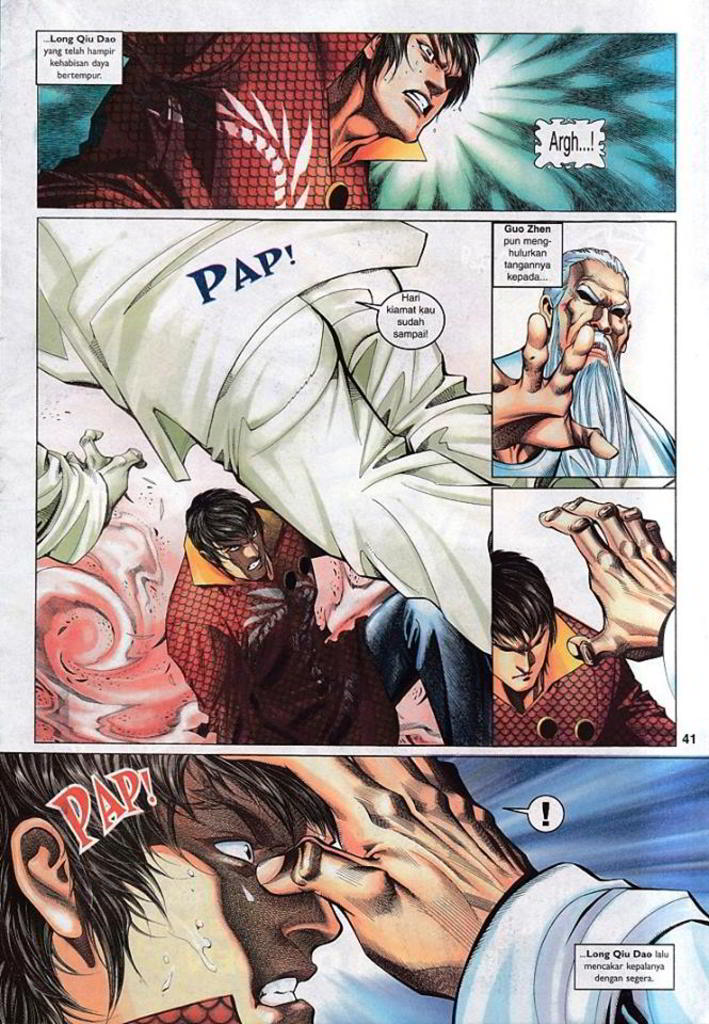 ...Long Qiu Dao
yang telah hampir
kehabisan daya
bertempur.
Argh...!
PAP!
Hari
kiamat kau
sudah
sampai!
Guo Zhen
pun meng-
hulurkan
tangannya
kepada...
41
PAP!
!
...Long Qiu Dao lalu
mencakar kepalanya
dengan segera.